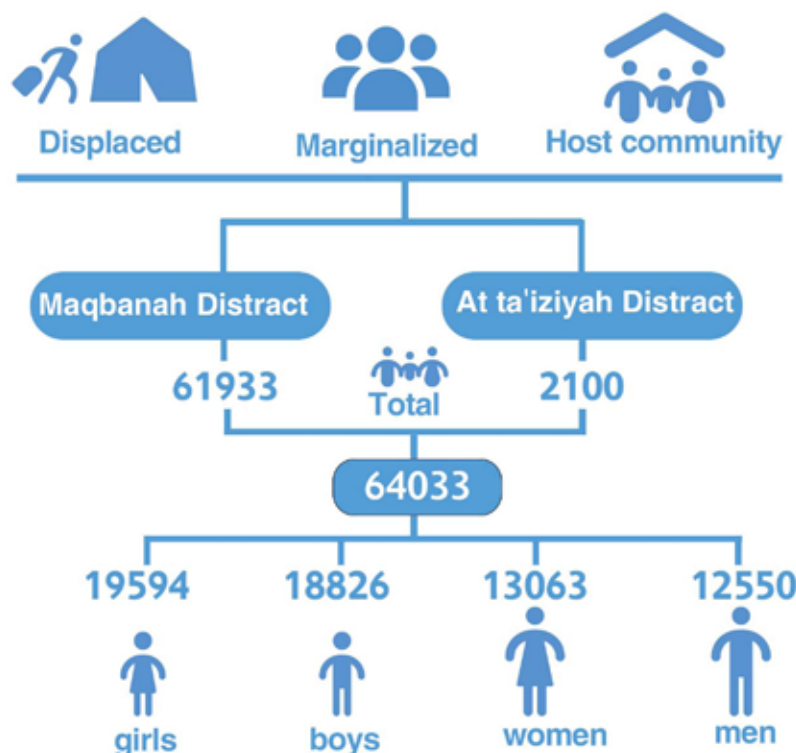 Displaced
Marginalized
Host community
Maqbanah Distract
At ta'iziyah Distract
61933
Total
2100
64033
19594
18826
13063
12550
girls
boys
women
men